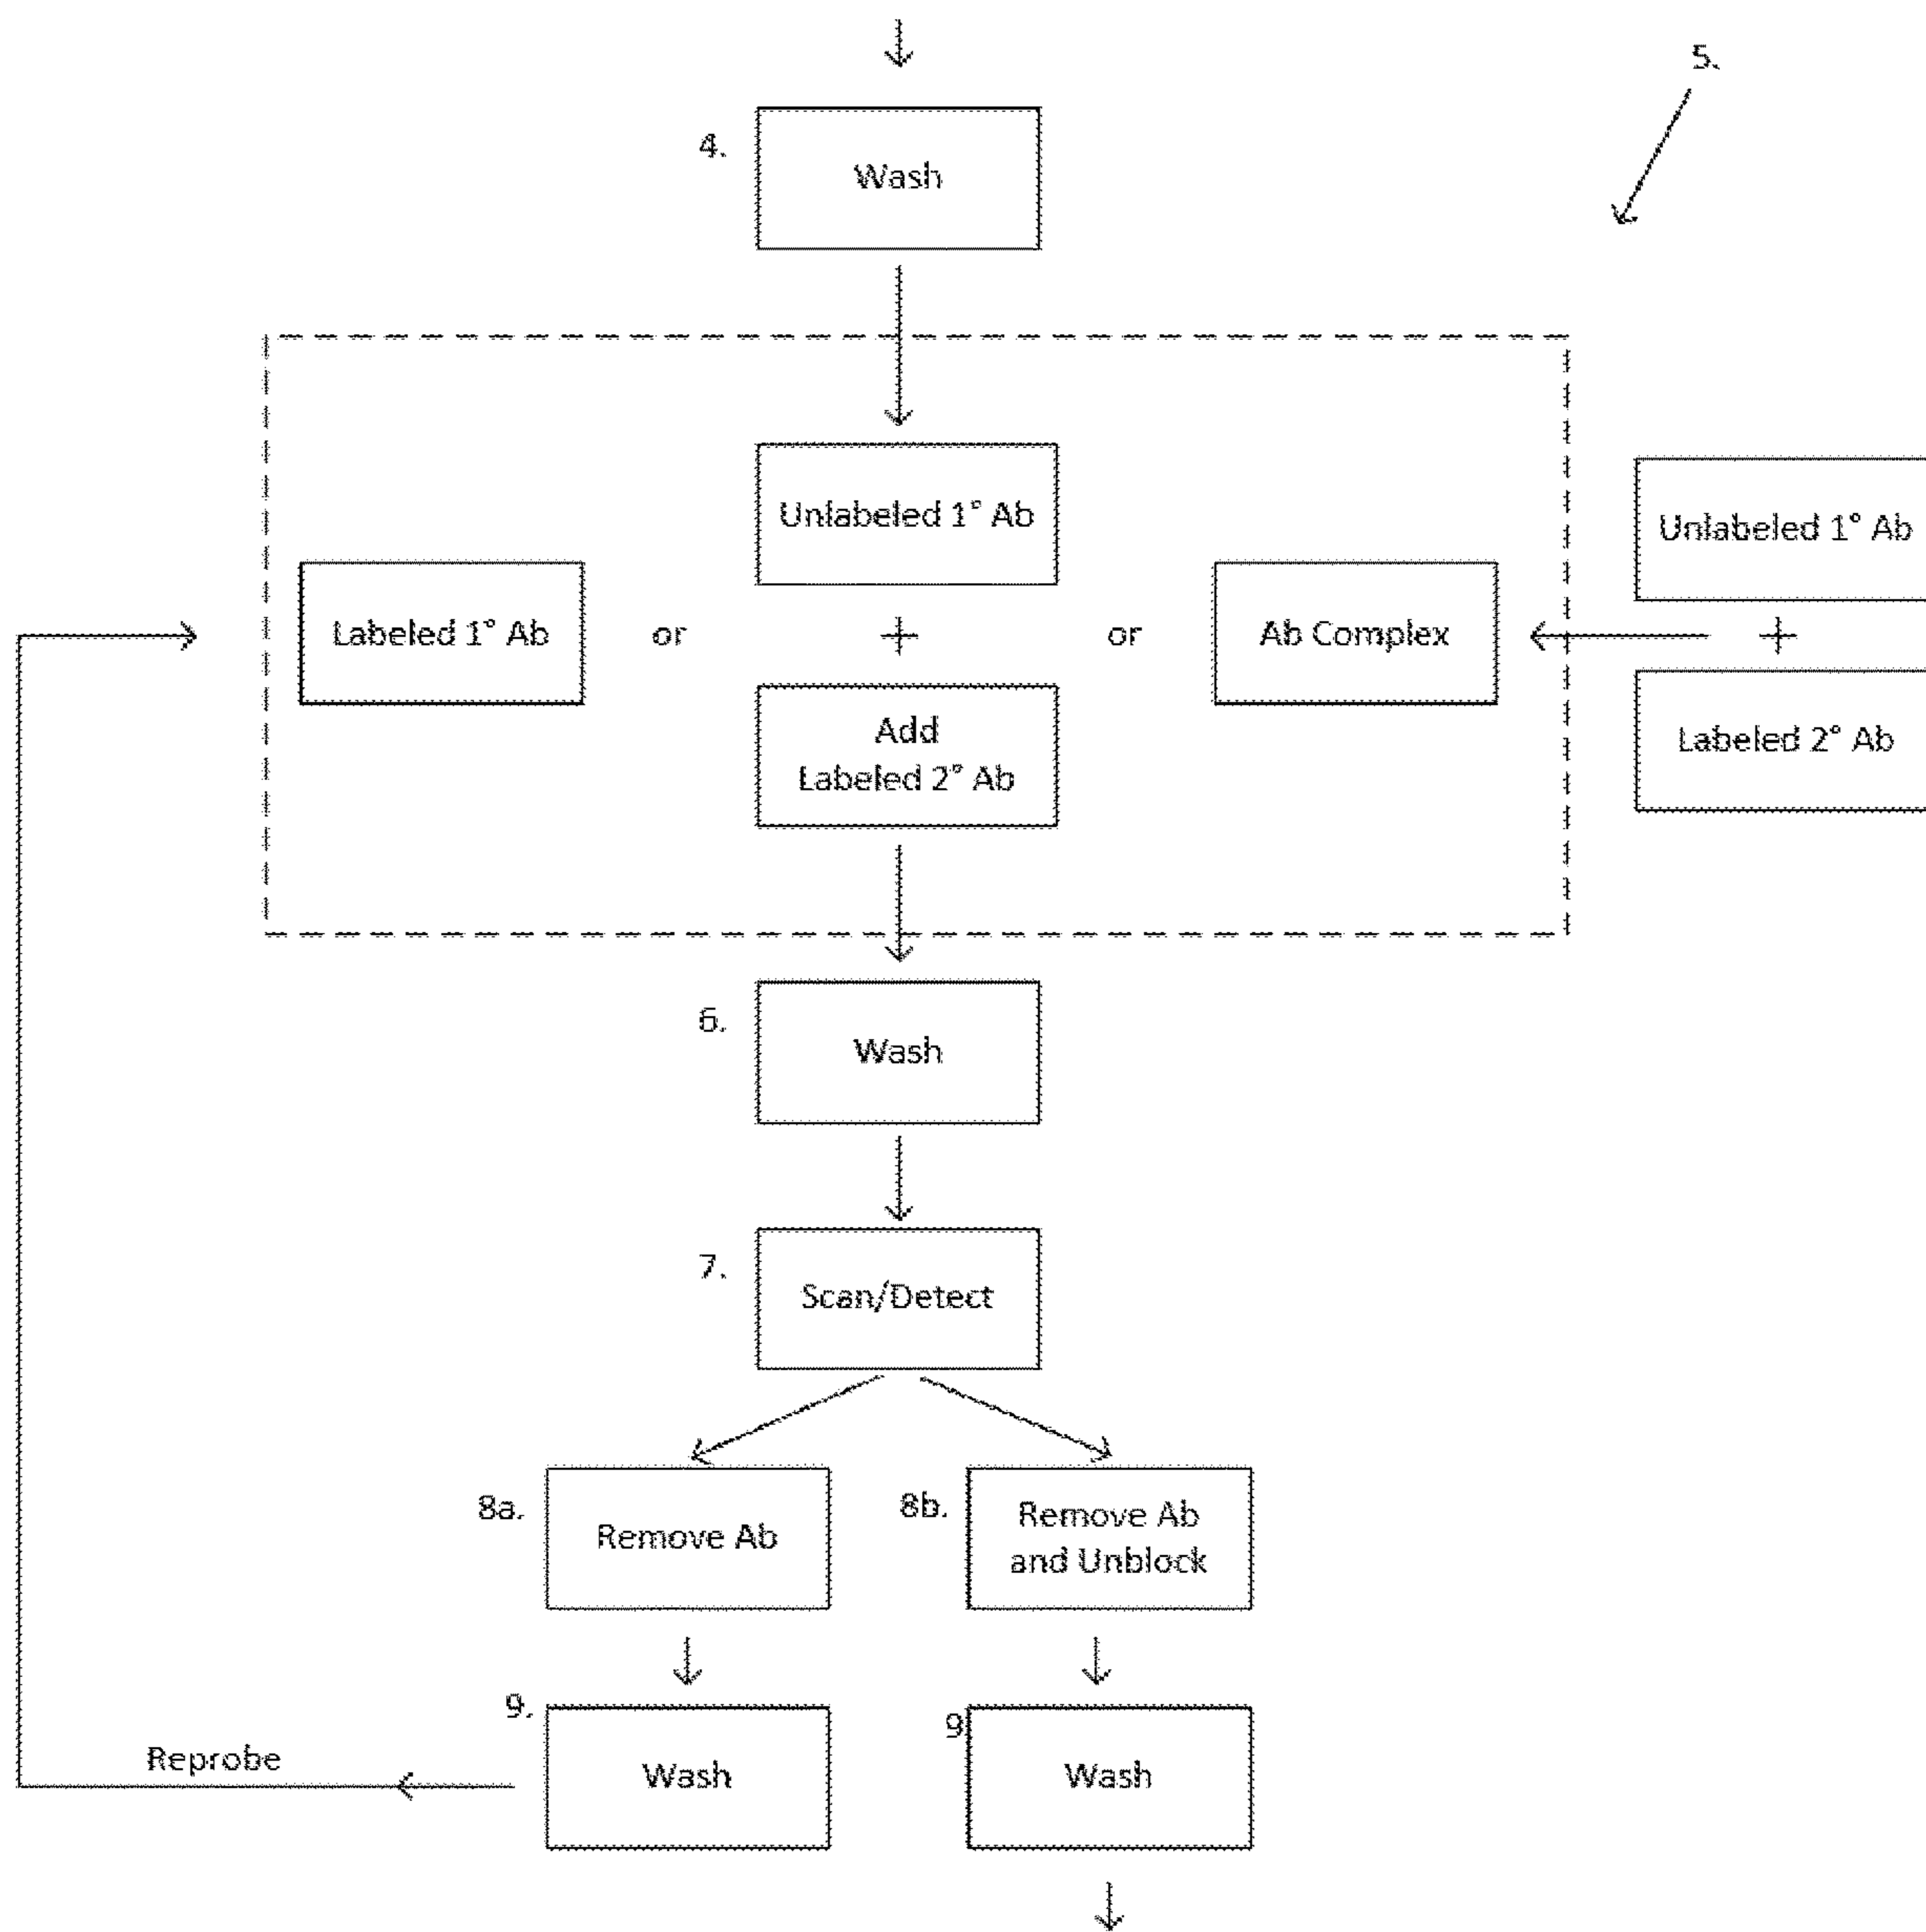 5.
4.
Wash
Unlabeled 1° Ab
Unlabeled 1° Ab
Labeled 1° Ab
or
+
or
Ab Complex
+
Add
Labeled 2° Ab
Labeled 2° Ab
6.
Wash
7.
Scan/Detect
8a.
Remove Ab
8b.
Remove Ab
and Unblock
9.
Wash
9
Wash
Reprobe